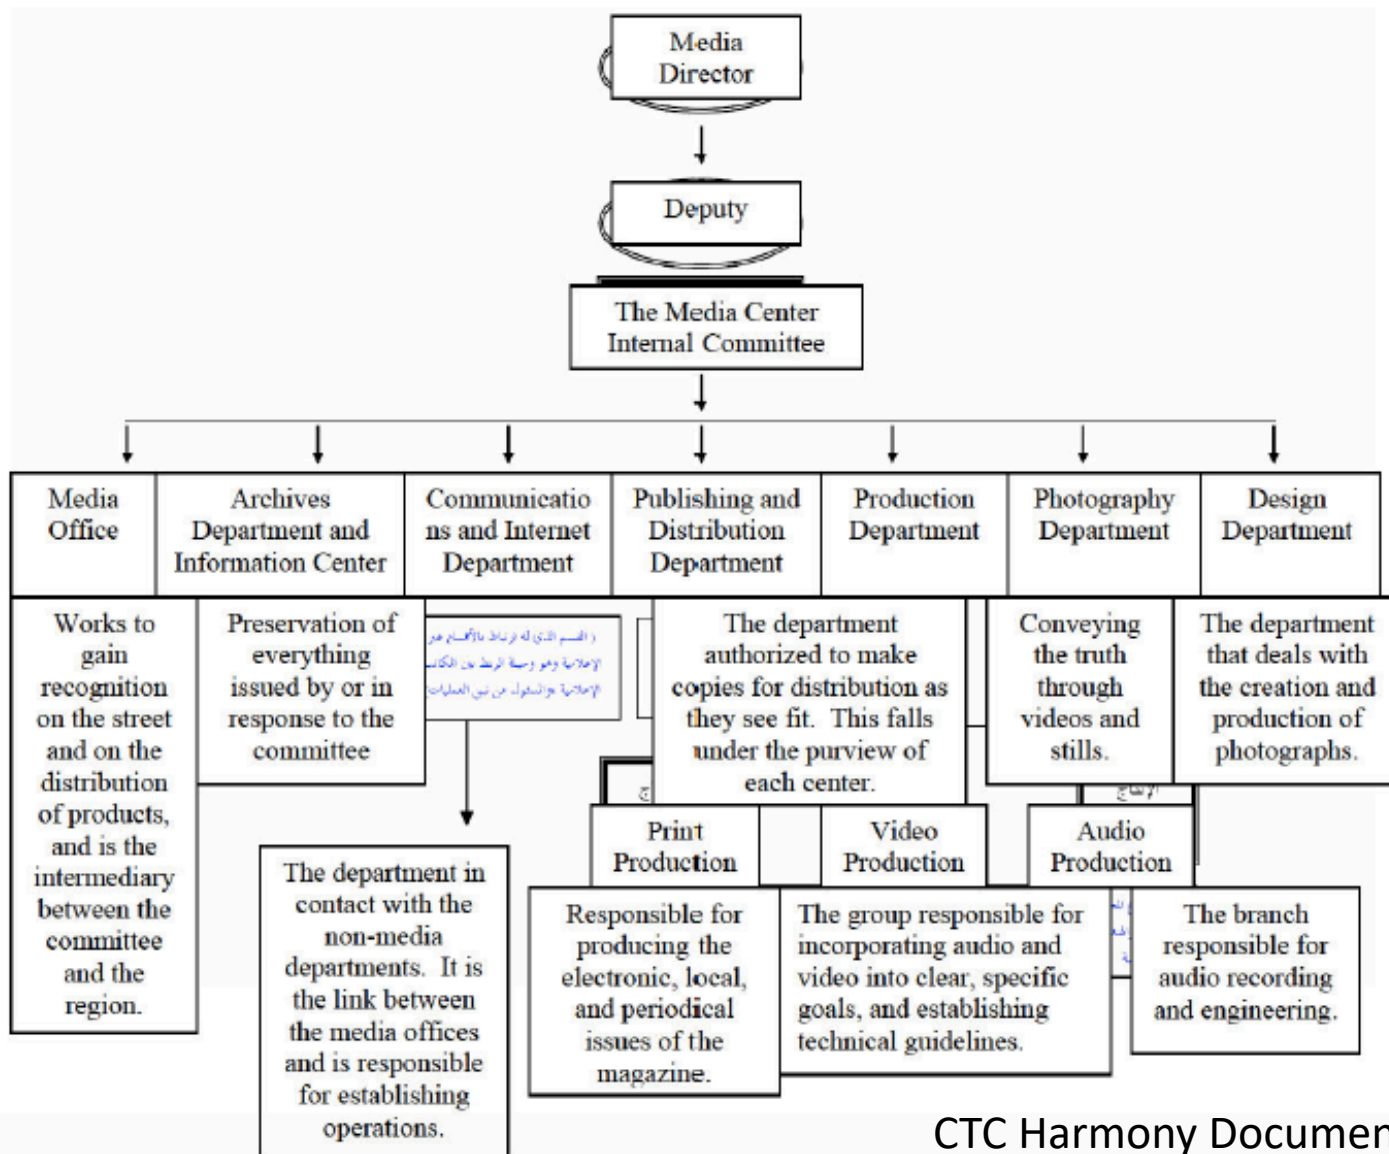 Media
Director
Deputy
The Media Center
Internal Committee
Media
Office
Archives
Department and
Information Center
Communicatio
ns and Internet
Department
Publishing and
Distribution
Department
Production
Department
Photography
Department
Design
Department
Works to
gain
recognition
on the street
and on the
distribution
of products,
and is the
intermediary
between the
committee
and the
region.
Preservation of
everything
issued by or in
response to the
committee
The department
authorized to make
copies for distribution as
they see fit. This falls
under the purview of
each center.
Conveying
the truth
through
videos and
stills.
The department
that deals with
the creation and
production of
photographs.
The department in
contact with the
non-media
departments. It is
the link between
the media offices
and is responsible
for establishing
operations.
Print
Production
Video
Production
Audio
Production
Responsible for
producing the
electronic, local,
and periodical
issues of the
magazine.
The group responsible for
incorporating audio and
video into clear, specific
goals, and establishing
technical guidelines.
The branch
responsible for
audio recording
and engineering.
CTC Harmony Documen